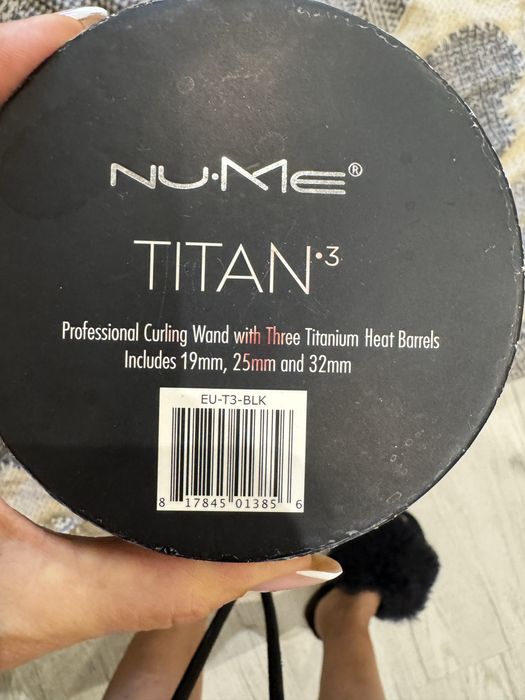 NU·ME®
TITAN·3
Professional Curling Wand with Three Titanium Heat Barrels
Includes 19mm, 25mm and 32mm
EU-T3-BLK
8 17845 01385 6